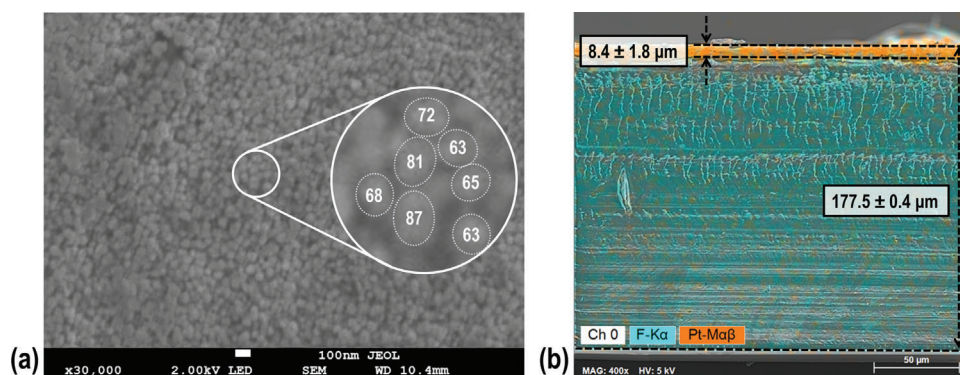 (a)
72
63
81
65
68
87
63
100nm JEOL
x30,000 2.00kV LED SEM WD 10.4mm
(b)
8.4 ± 1.8 µm
177.5 ± 0.4 µm
Ch 0 F-Kα Pt-Mαβ
MAG: 400x HV: 5 kV 50 µm